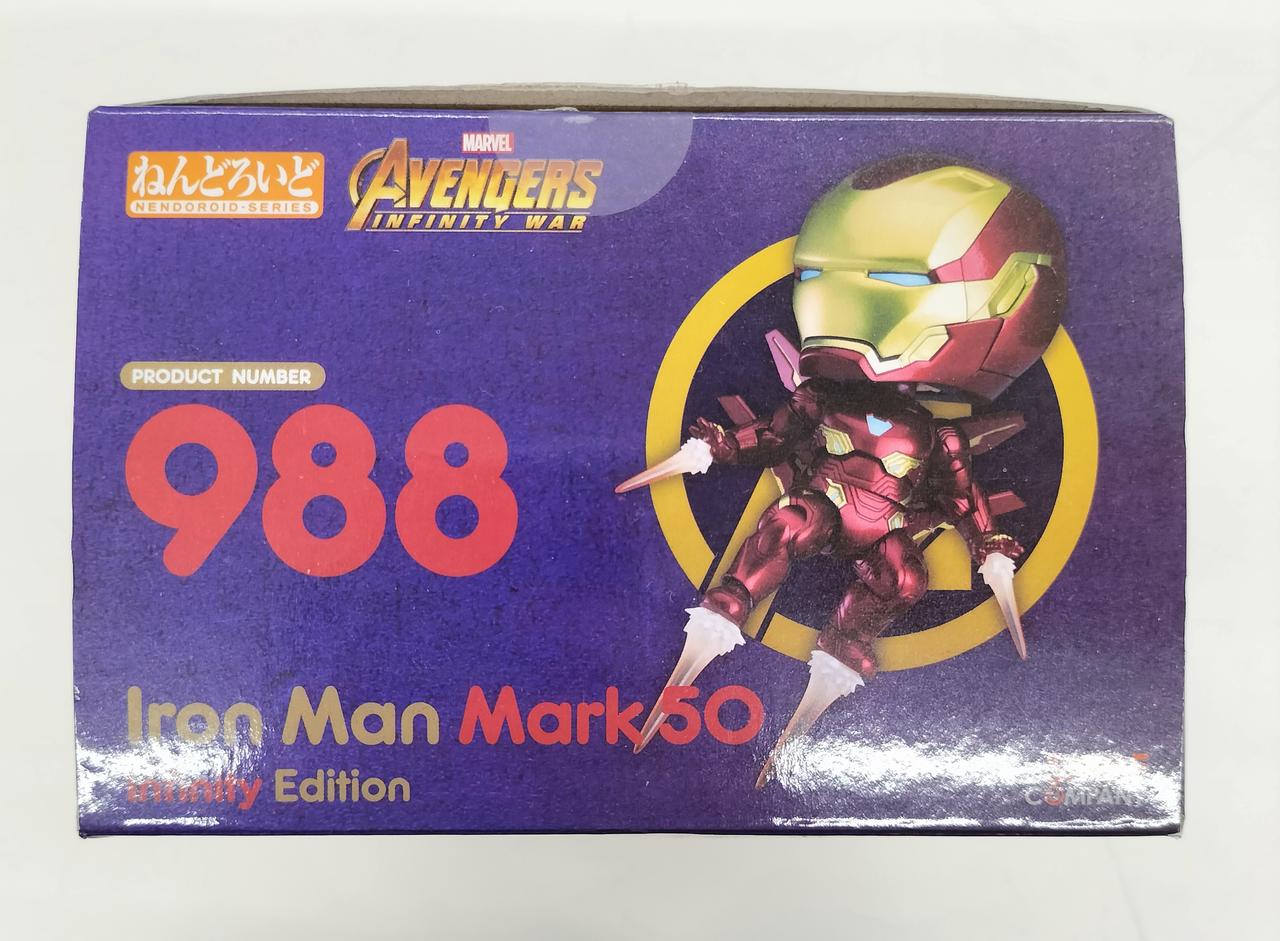 ねんどろいど
NENDOROID-SERIES
MARVEL
AVENGERS
INFINITY WAR
PRODUCT NUMBER
988
Iron Man Mark50
Infinity Edition
COMPANY